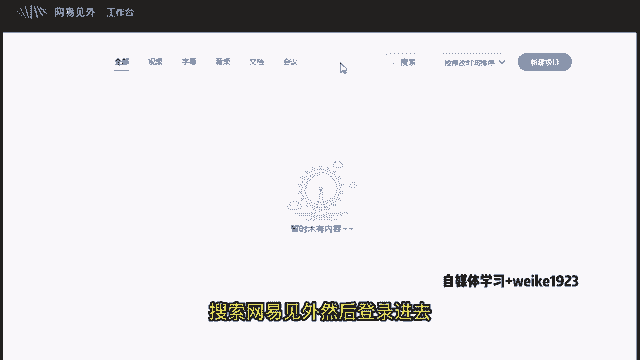 网易见外 工作台
全部 视频 字幕 音频 文档 会议 搜索 按修改时间排序 新建项目
暂时木有内容~~
自媒体学习+weike1923
搜索网易见外然后登录进去